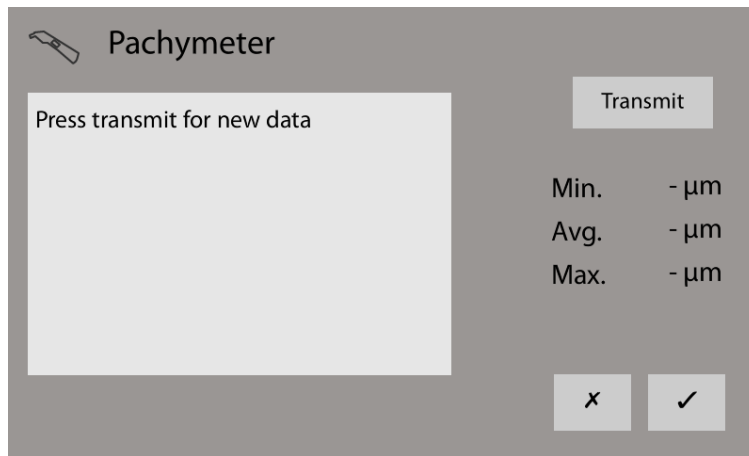 Pachymeter
Press transmit for new data
Transmit
Min. - µm
Avg. - µm
Max. - µm
✗ ✓